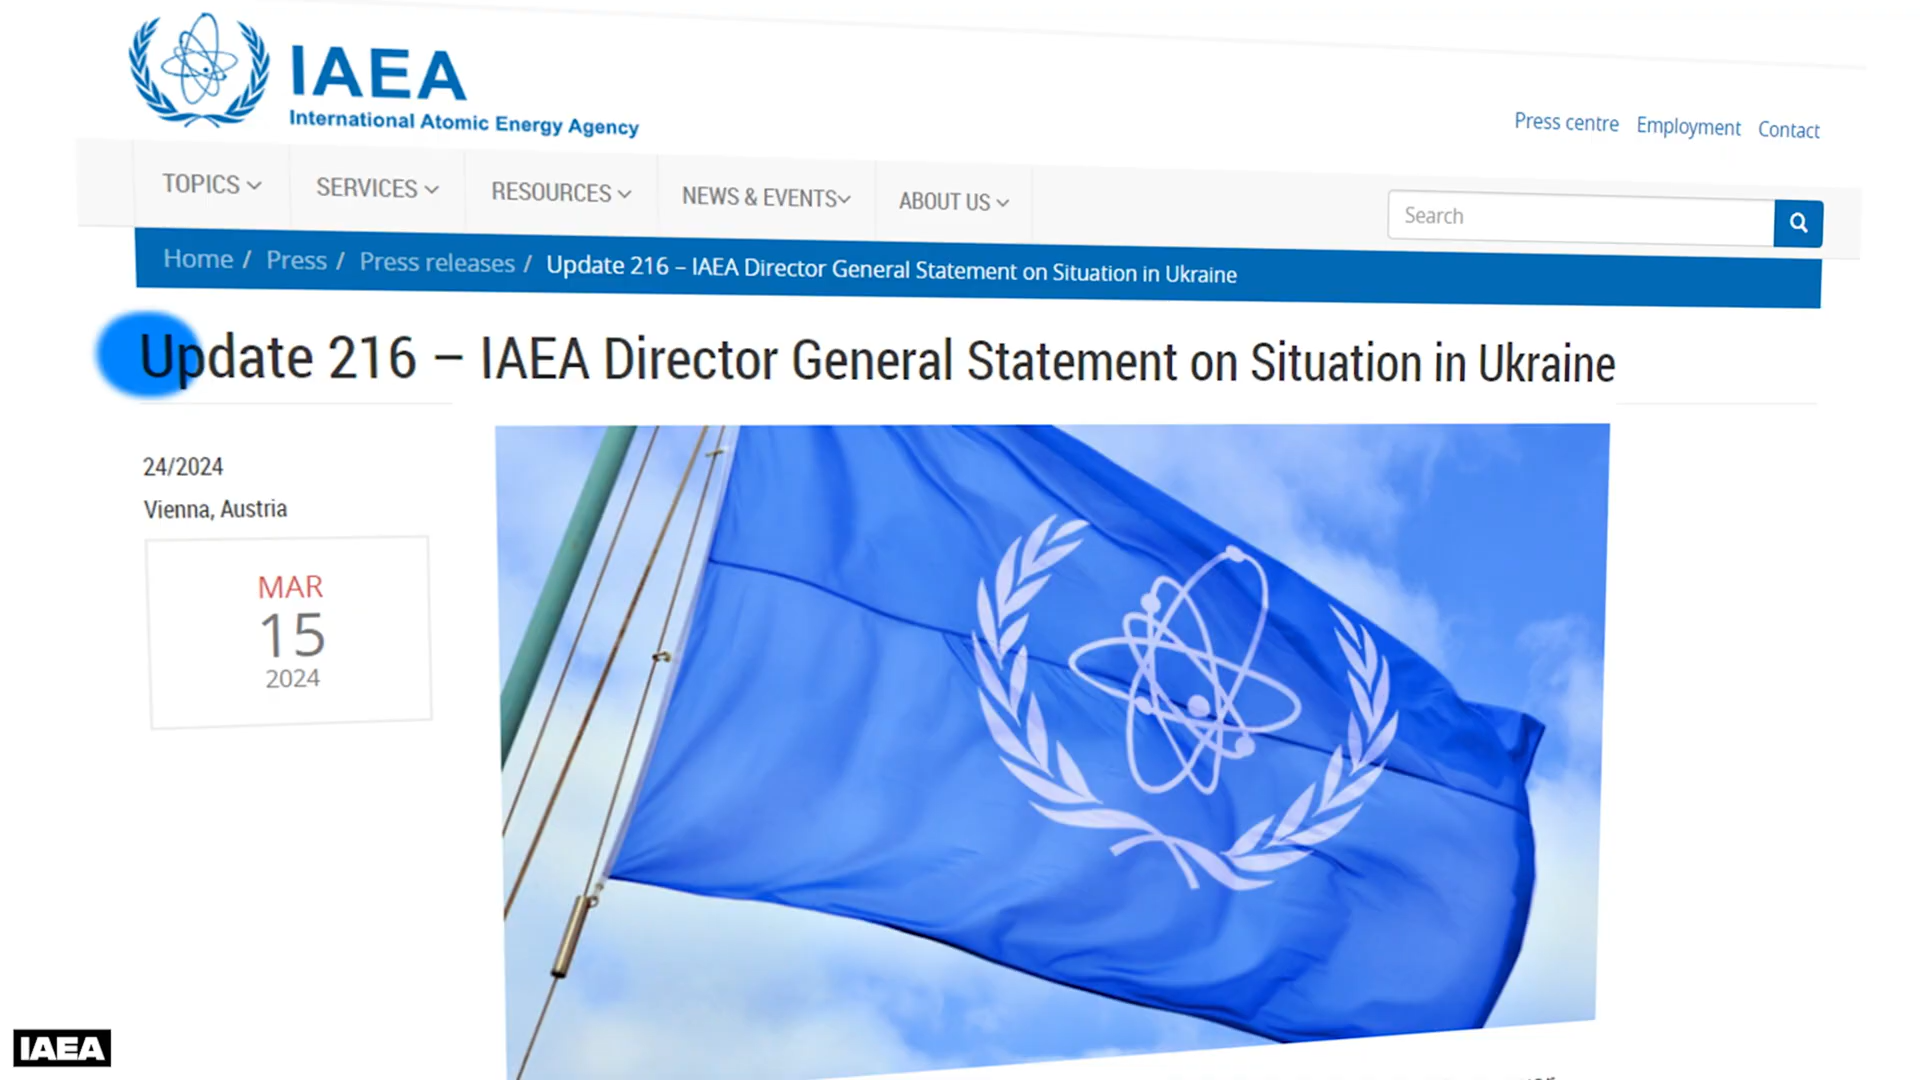 IAEA
International Atomic Energy Agency
Press centre Employment Contact
TOPICS SERVICES RESOURCES NEWS & EVENTS ABOUT US
Search
Home / Press / Press releases / Update 216 – IAEA Director General Statement on Situation in Ukraine
Update 216 – IAEA Director General Statement on Situation in Ukraine
24/2024
Vienna, Austria
MAR
15
2024
IAEA